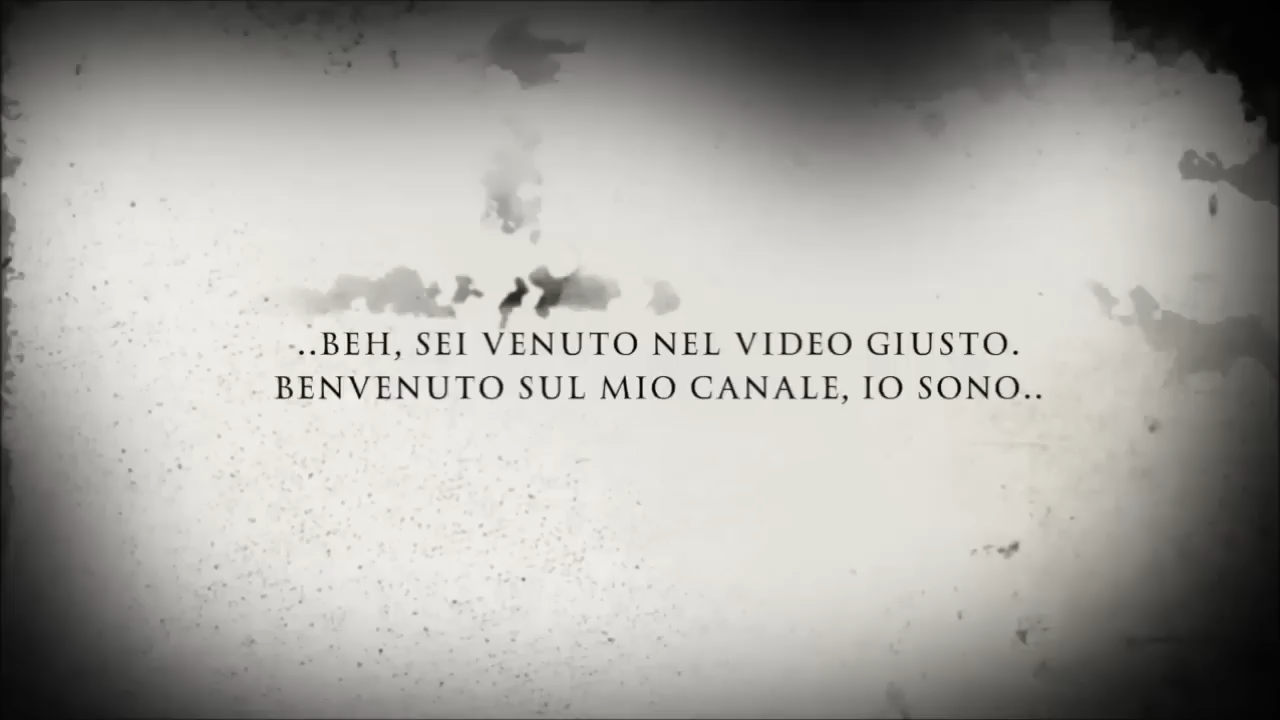 ..BEH, SEI VENUTO NEL VIDEO GIUSTO.
BENVENUTO SUL MIO CANALE, IO SONO..